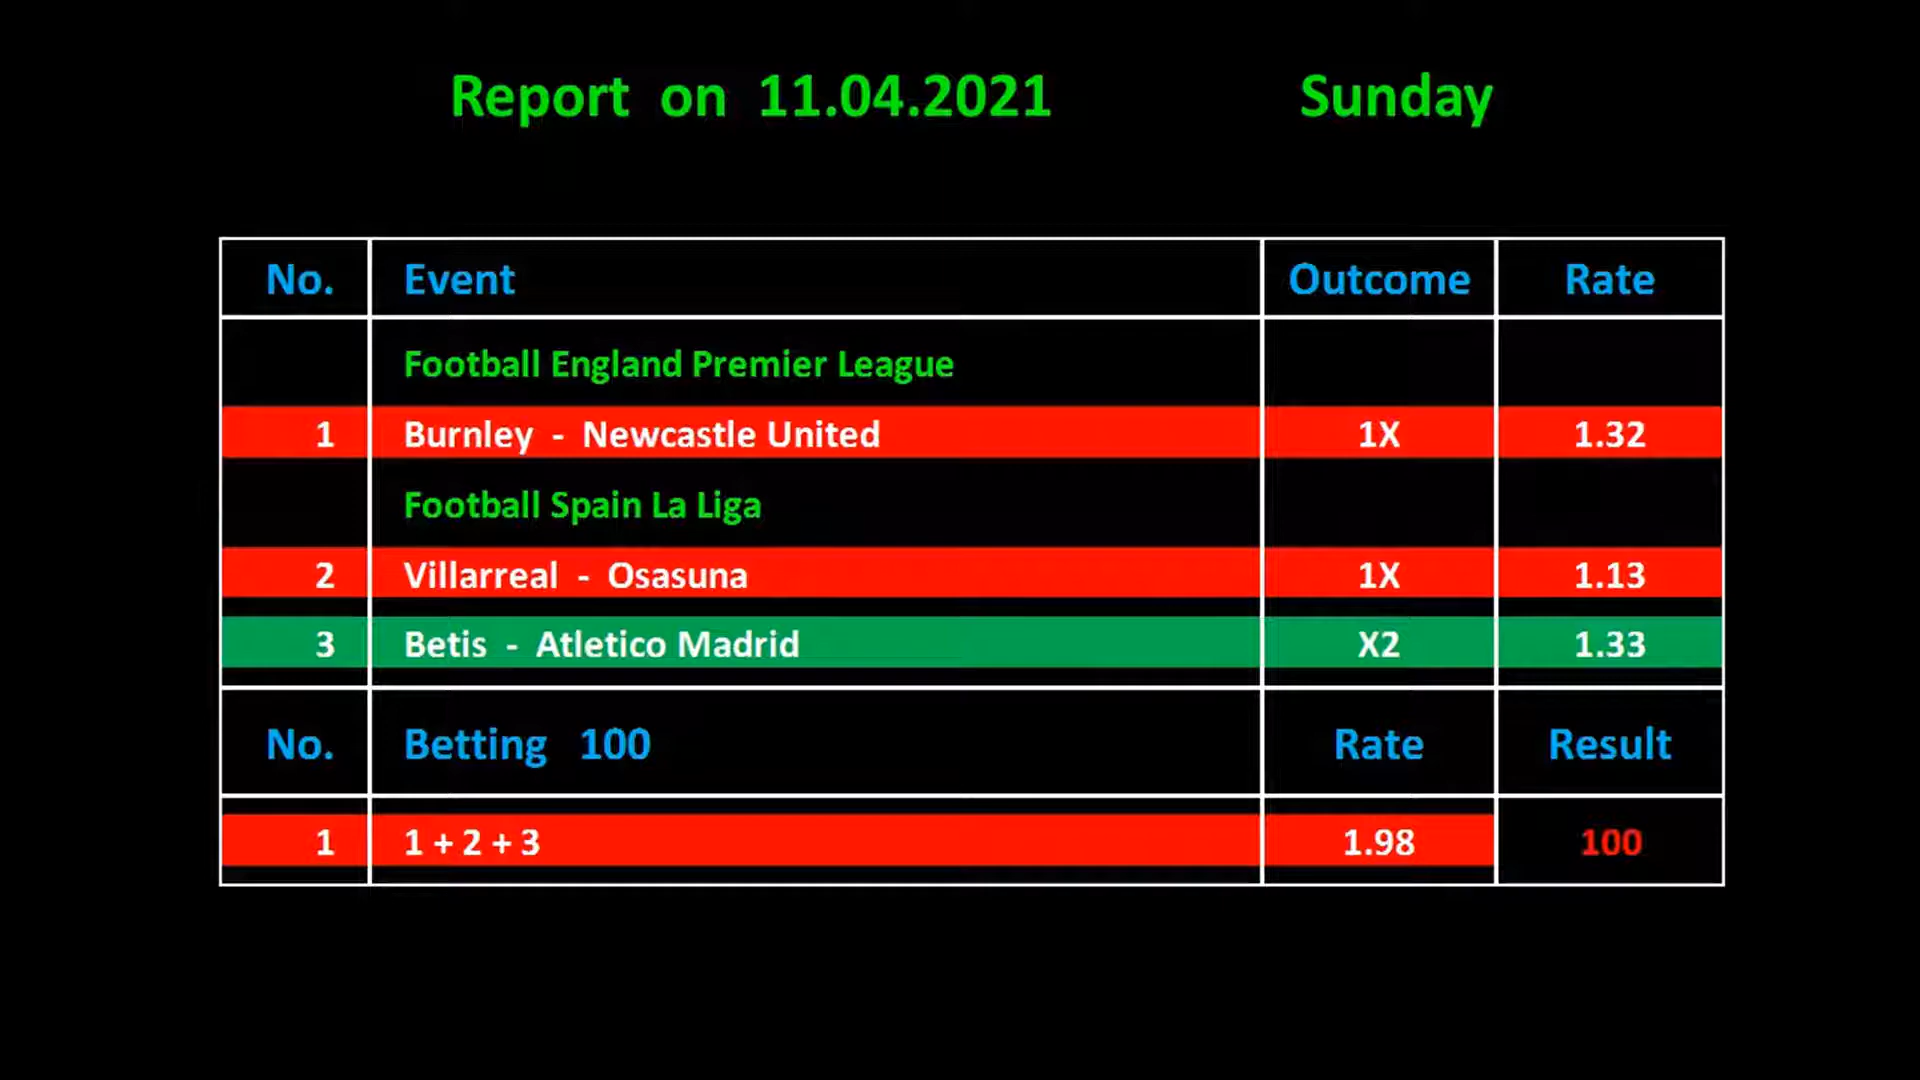 Report on 11.04.2021 Sunday
No. Event Outcome Rate
Football England Premier League
1 Burnley - Newcastle United 1X 1.32
Football Spain La Liga
2 Villarreal - Osasuna 1X 1.13
3 Betis - Atletico Madrid X2 1.33
No. Betting 100 Rate Result
1 1 + 2 + 3 1.98 100